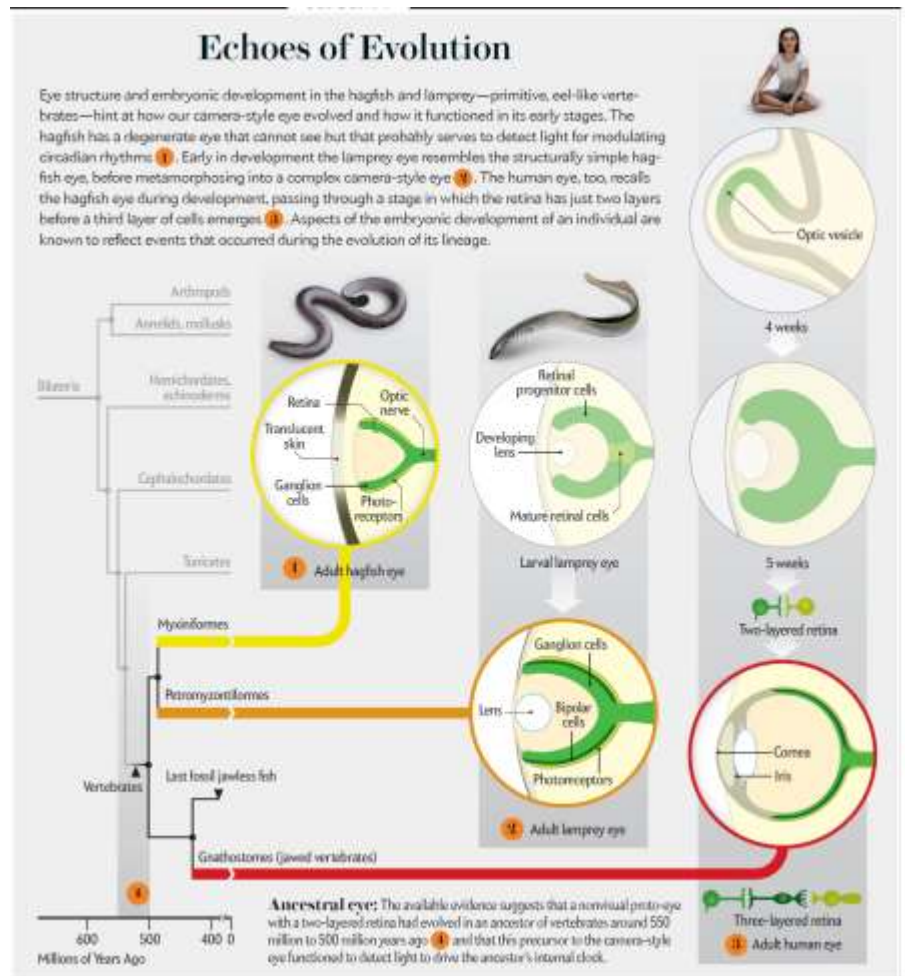 Echoes of Evolution
Eye structure and embryonic development in the hagfish and lamprey—primitive, eel-like verte-
brates—hint at how our camera-style eye evolved and how it functioned in its early stages. The
hagfish has a degenerate eye that cannot see but that probably serves to detect light for modulating
circadian rhythms 1. Early in development the lamprey eye resembles the structurally simple hag-
fish eye, before metamorphosing into a complex camera-style eye 2. The human eye, too, recalls
the hagfish eye during development, passing through a stage in which the retina has just two layers
before a third layer of cells emerges 3. Aspects of the embryonic development of an individual are
known to reflect events that occurred during the evolution of its lineage.
Optic vesicle
4 weeks
Arthropods
Annelids, mollusks
Bilateria
Hemichordates,
echinoderms
Cephalochordates
Tunicates
Retina
Optic
nerve
Translucent
skin
Ganglion
cells
Photo-
receptors
1 Adult hagfish eye
Retinal
progenitor cells
Developing
lens
Mature retinal cells
Larval lamprey eye
5 weeks
Two-layered retina
Myxiniformes
Petromyzontiformes
Ganglion cells
Lens
Bipolar
cells
Photoreceptors
2 Adult lamprey eye
Cornea
Iris
Vertebrates
Last fossil jawless fish
Gnathostomes (jawed vertebrates)
4
Three-layered retina
3 Adult human eye
600 500 400 0
Millions of Years Ago
Ancestral eye: The available evidence suggests that a nonvisual proto-eye
with a two-layered retina had evolved in an ancestor of vertebrates around 550
million to 500 million years ago 4 and that this precursor to the camera-style
eye functioned to detect light to drive the ancestor's internal clock.